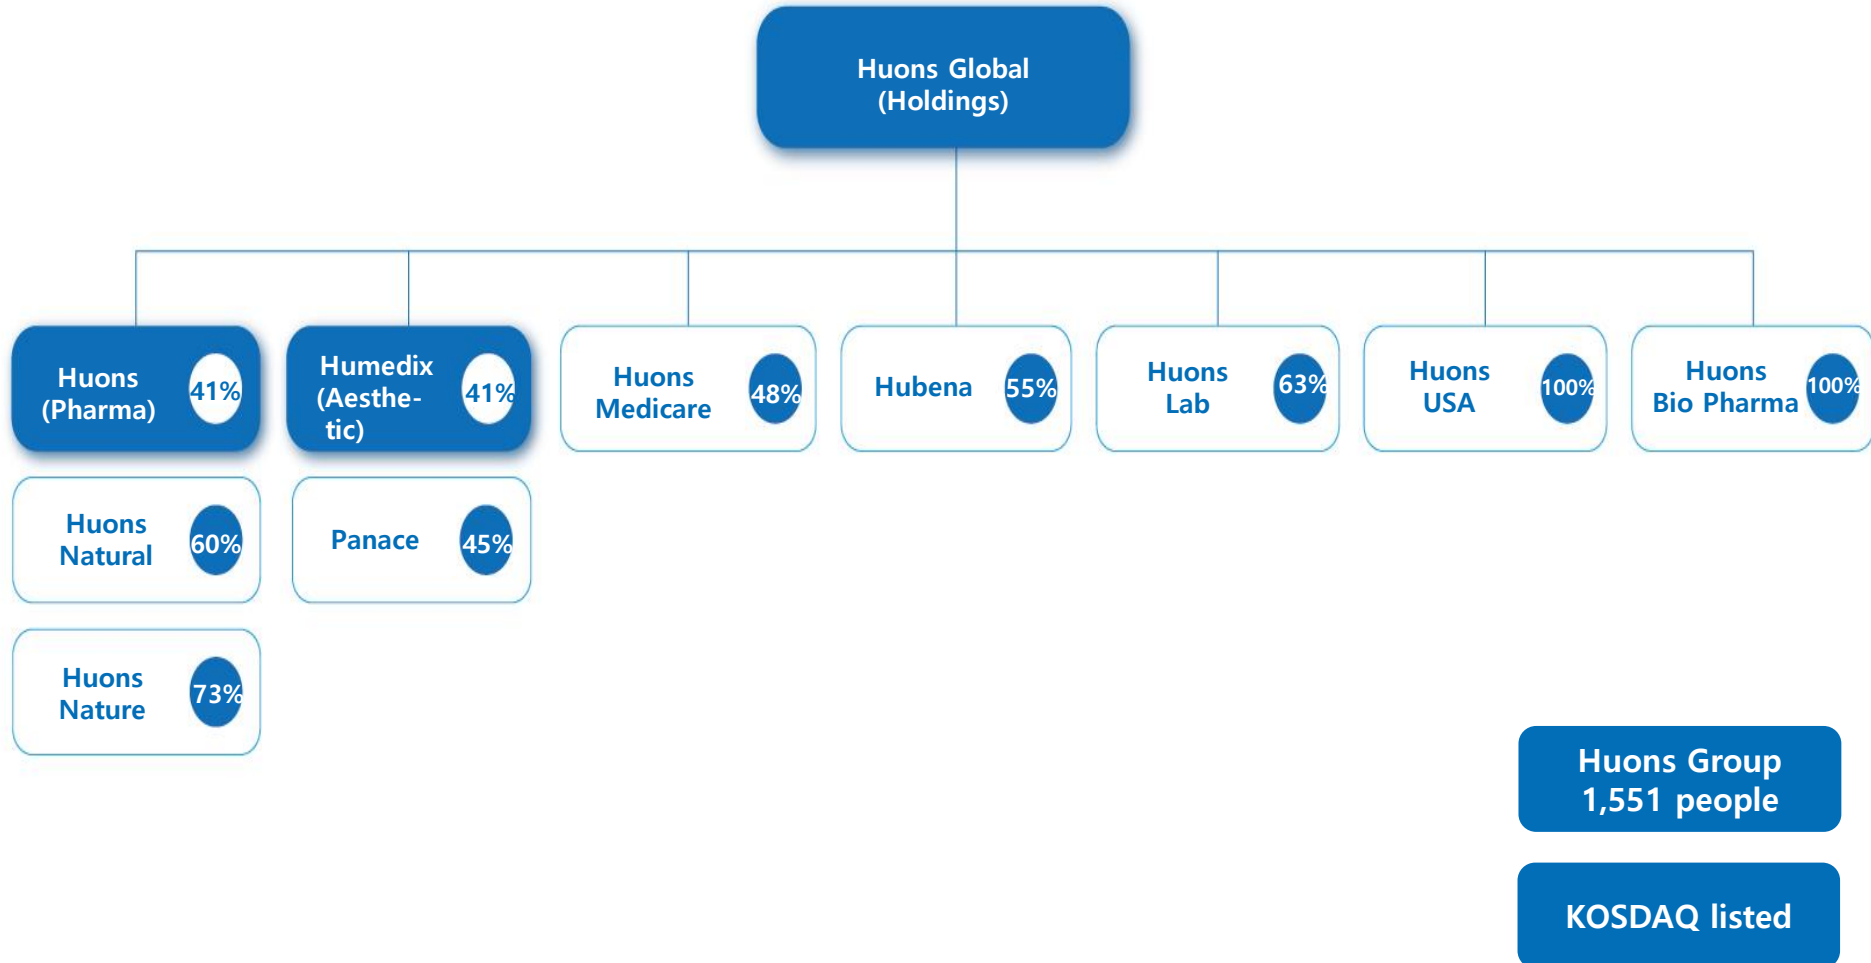 Huons Global
(Holdings)
Huons
(Pharma)
41%
Humedix
(Aesthe-
tic)
41%
Huons
Medicare
48%
Hubena
55%
Huons
Lab
63%
Huons
USA
100%
Huons
Bio Pharma
100%
Huons
Natural
60%
Panace
45%
Huons
Nature
73%
Huons Group
1,551 people
KOSDAQ listed